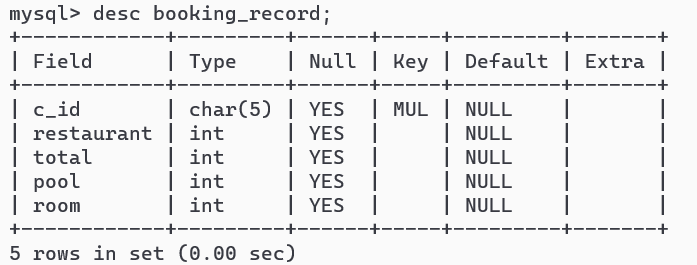 mysql> desc booking_record;
+------------+---------+------+-----+---------+-------+
| Field      | Type    | Null | Key | Default | Extra |
+------------+---------+------+-----+---------+-------+
| c_id       | char(5) | YES  | MUL | NULL    |       |
| restaurant | int     | YES  |     | NULL    |       |
| total      | int     | YES  |     | NULL    |       |
| pool       | int     | YES  |     | NULL    |       |
| room       | int     | YES  |     | NULL    |       |
+------------+---------+------+-----+---------+-------+
5 rows in set (0.00 sec)